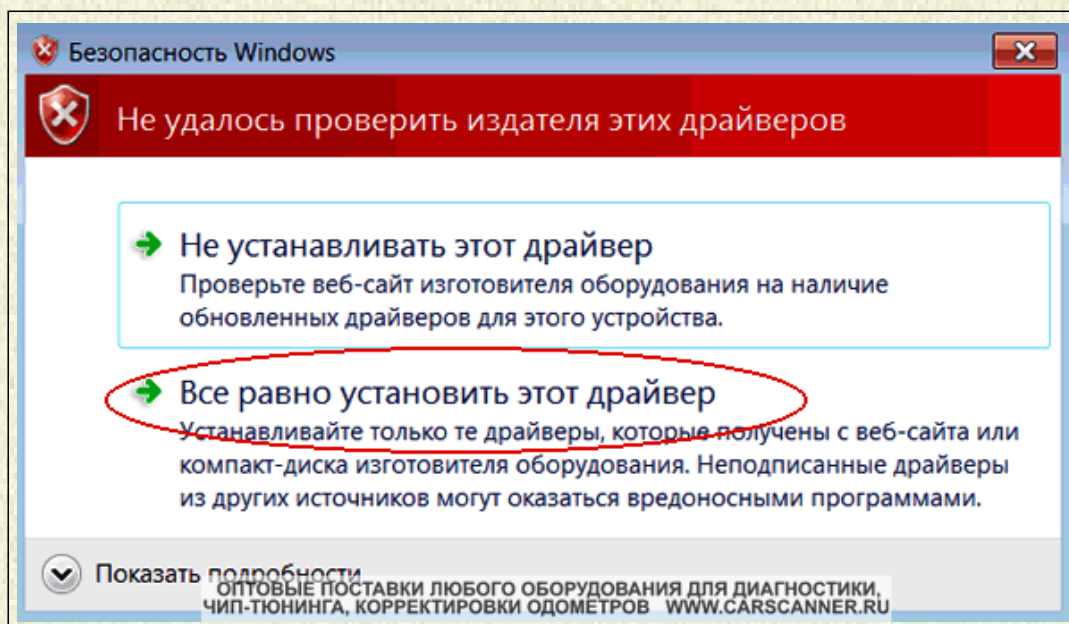 Безопасность Windows
Не удалось проверить издателя этих драйверов
Не устанавливать этот драйвер
Проверьте веб-сайт изготовителя оборудования на наличие
обновленных драйверов для этого устройства.
Все равно установить этот драйвер
Устанавливайте только те драйверы, которые получены с веб-сайта или
компакт-диска изготовителя оборудования. Неподписанные драйверы
из других источников могут оказаться вредоносными программами.
Показать подробности
ОПТОВЫЕ ПОСТАВКИ ЛЮБОГО ОБОРУДОВАНИЯ ДЛЯ ДИАГНОСТИКИ,
ЧИП-ТЮНИНГА, КОРРЕКТИРОВКИ ОДОМЕТРОВ WWW.CARSCANNER.RU